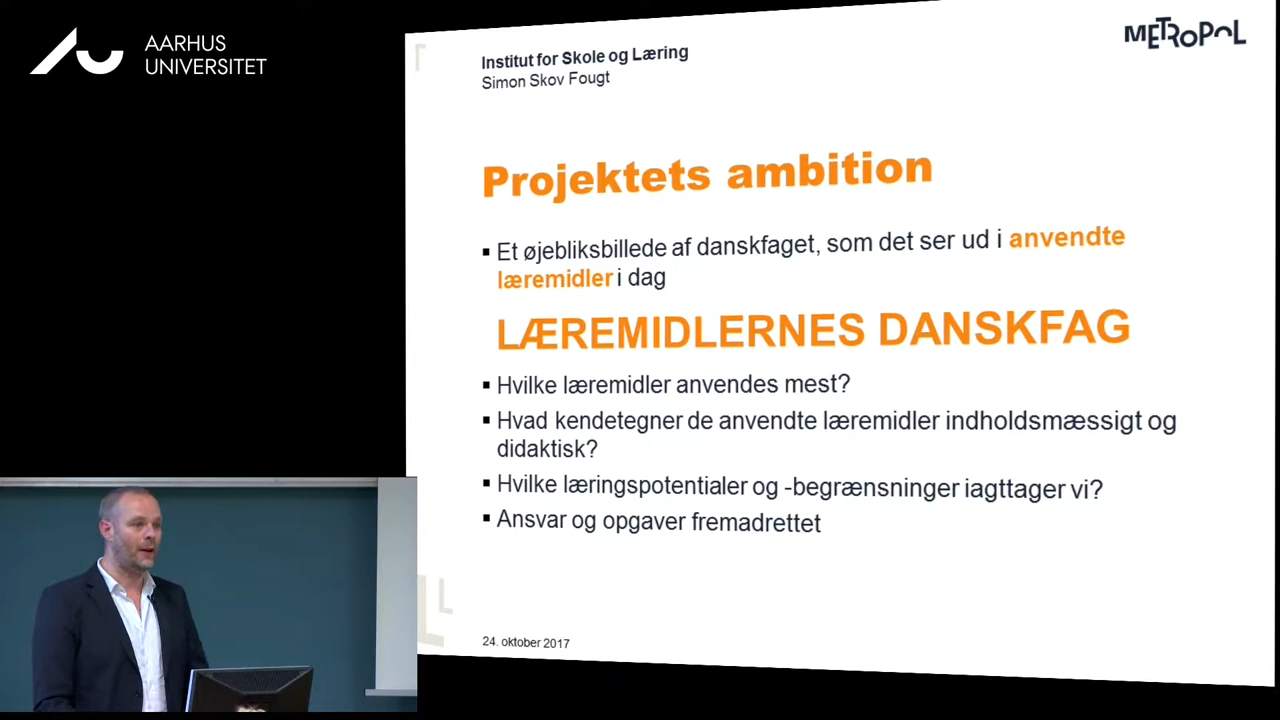 AARHUS
UNIVERSITET
METROPOL
Institut for Skole og Læring
Simon Skov Fougt
Projektets ambition
▪ Et øjebliksbillede af danskfaget, som det ser ud i anvendte
læremidler i dag
LÆREMIDLERNES DANSKFAG
▪ Hvilke læremidler anvendes mest?
▪ Hvad kendetegner de anvendte læremidler indholdsmæssigt og
didaktisk?
▪ Hvilke læringspotentialer og -begrænsninger iagttager vi?
▪ Ansvar og opgaver fremadrettet
24. oktober 2017